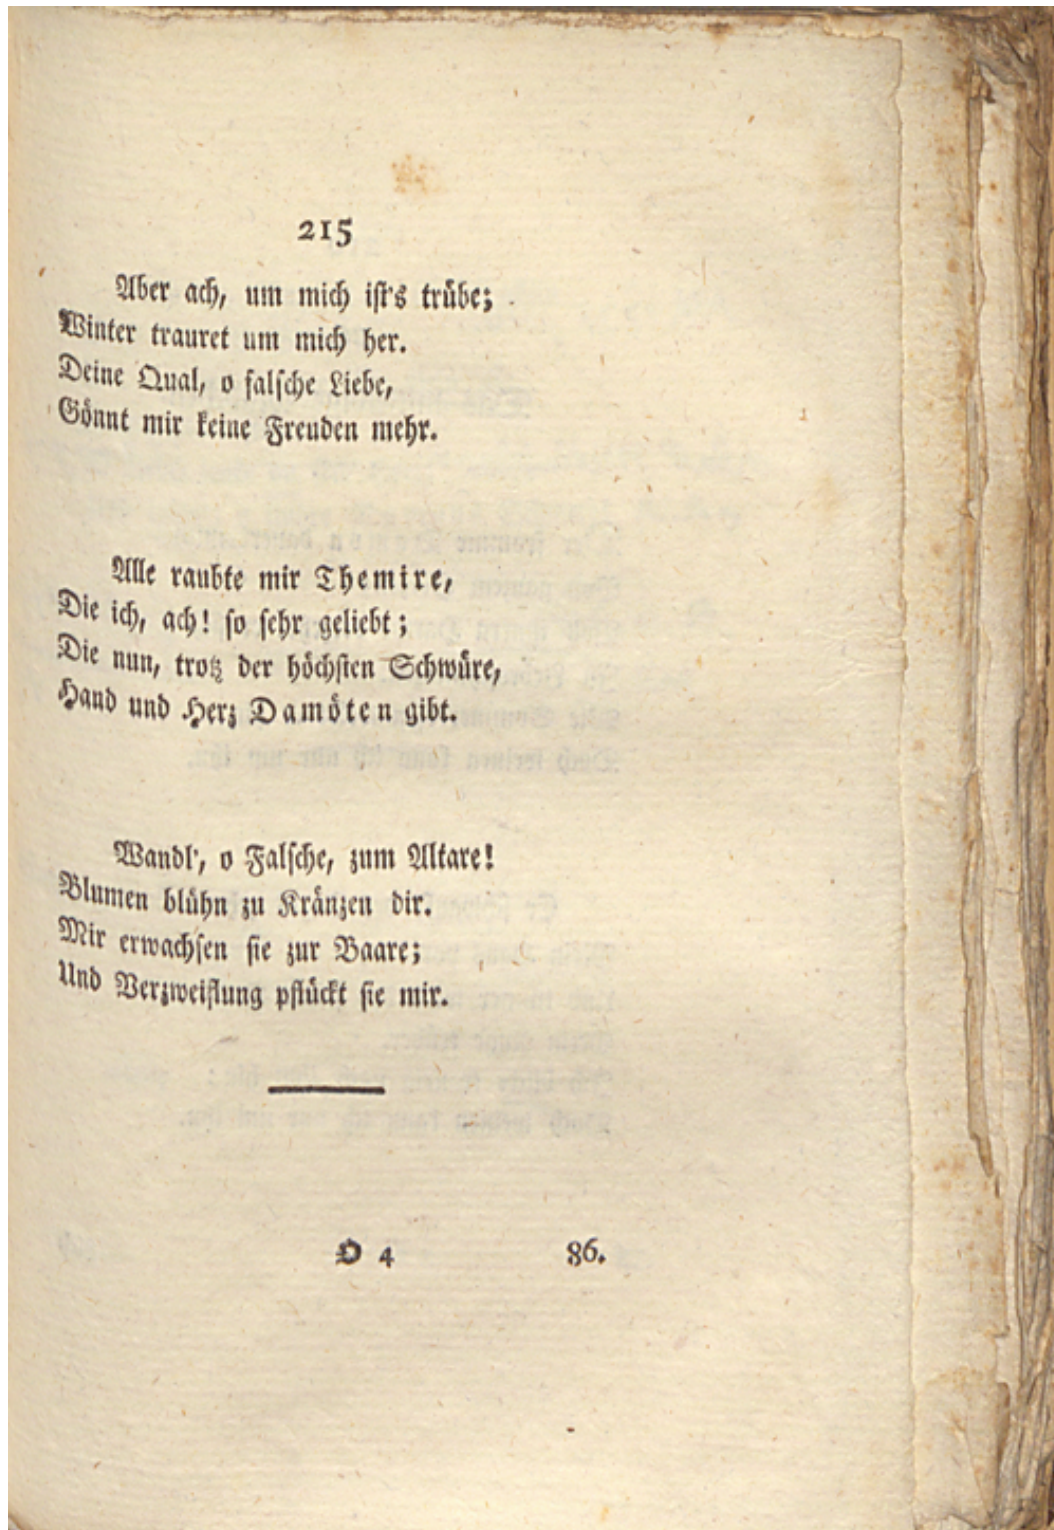 215
Aber ach, um mich ist's trübe;
Winter trauret um mich her.
Deine Qual, o falsche Liebe,
Gönnt mir keine Freuden mehr.
Alle raubte mir Themire,
Die ich, ach! so sehr geliebt;
Die nun, trotz der höchsten Schwüre,
Hand und Herz Damöten gibt.
Wandl', o Falsche, zum Altare!
Blumen blühn zu Kränzen dir.
Mir erwachsen sie zur Baare;
Und Verzweiflung pflückt sie mir.
O 4 86.